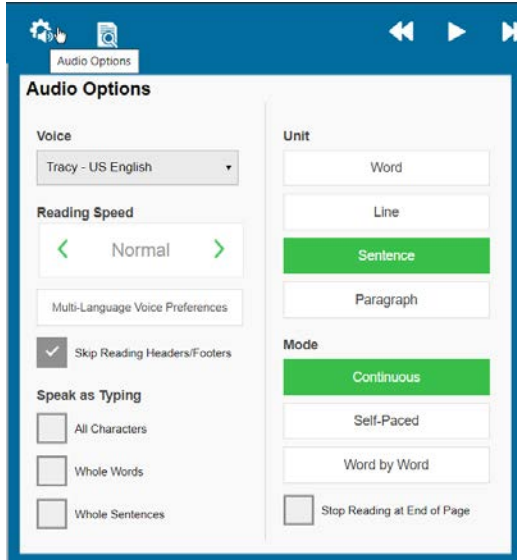 Audio Options
Audio Options
Voice
Tracy - US English
Reading Speed
Normal
Multi-Language Voice Preferences
Skip Reading Headers/Footers
Speak as Typing
All Characters
Whole Words
Whole Sentences
Unit
Word
Line
Sentence
Paragraph
Mode
Continuous
Self-Paced
Word by Word
Stop Reading at End of Page